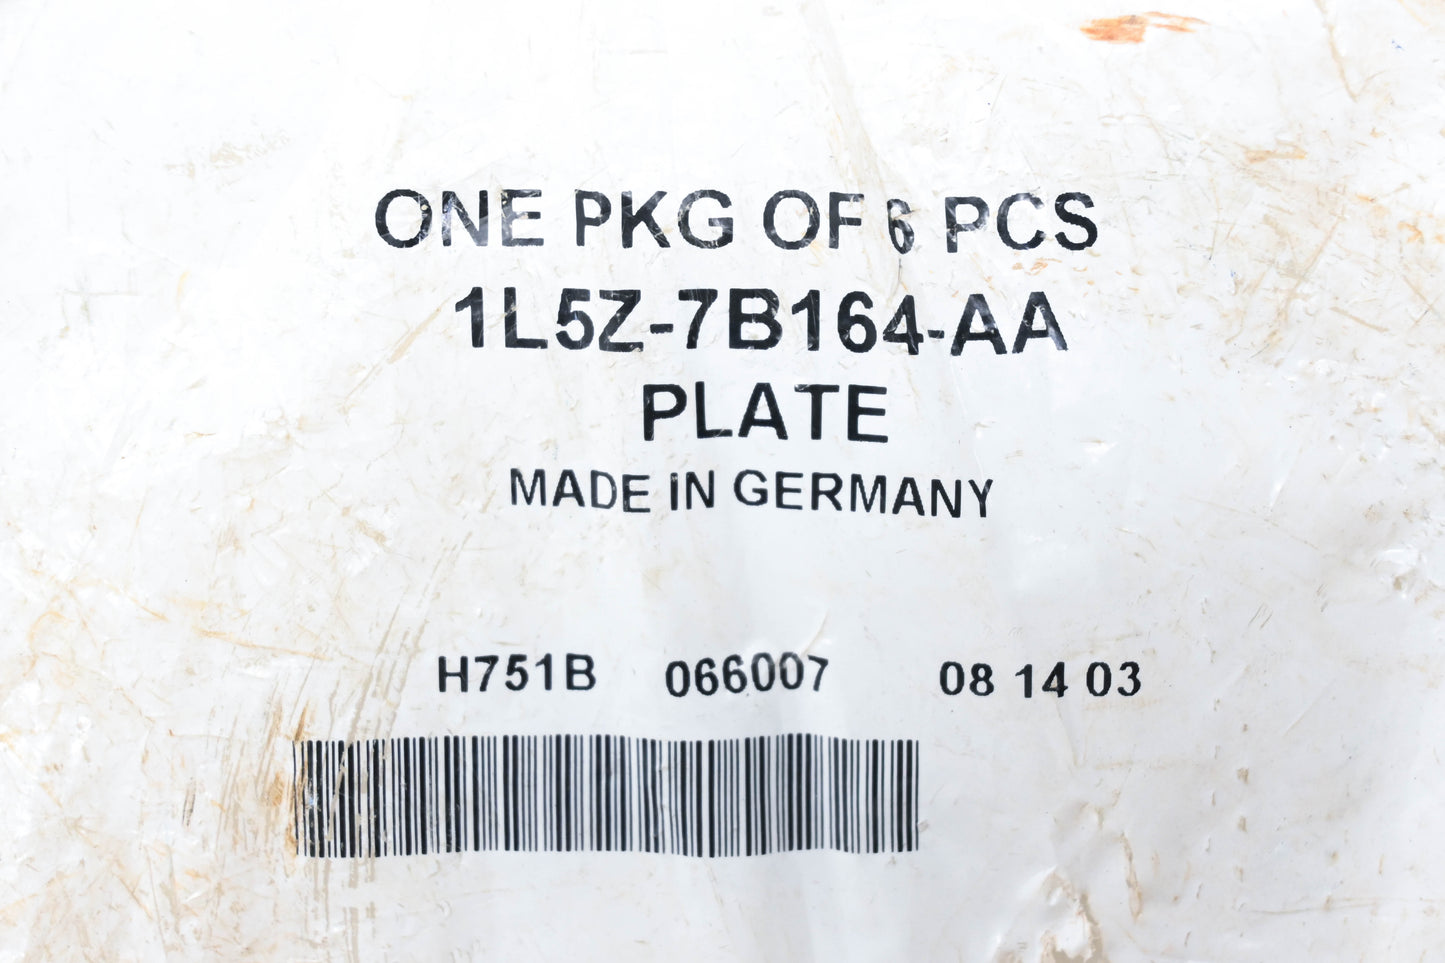 ONE PKG OF 6 PCS
1L5Z-7B164-AA
PLATE
MADE IN GERMANY
H751B 066007 08 14 03